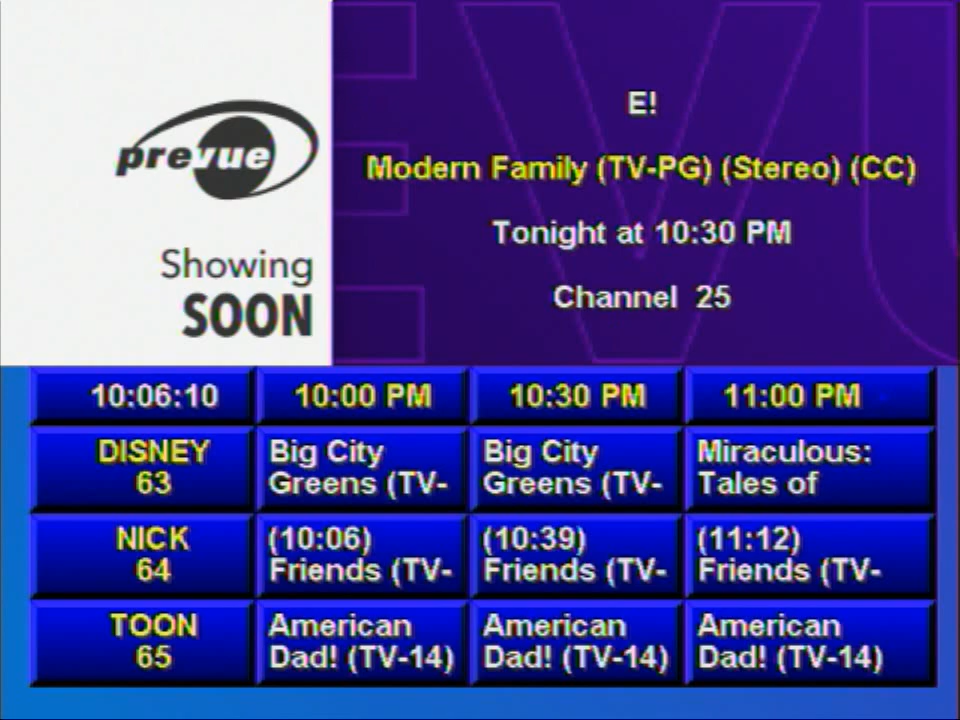 prevue
Showing
SOON
E!
Modern Family (TV-PG) (Stereo) (CC)
Tonight at 10:30 PM
Channel 25
10:06:10 10:00 PM 10:30 PM 11:00 PM
DISNEY
63
Big City
Greens (TV-
Big City
Greens (TV-
Miraculous:
Tales of
NICK
64
(10:06)
Friends (TV-
(10:39)
Friends (TV-
(11:12)
Friends (TV-
TOON
65
American
Dad! (TV-14)
American
Dad! (TV-14)
American
Dad! (TV-14)